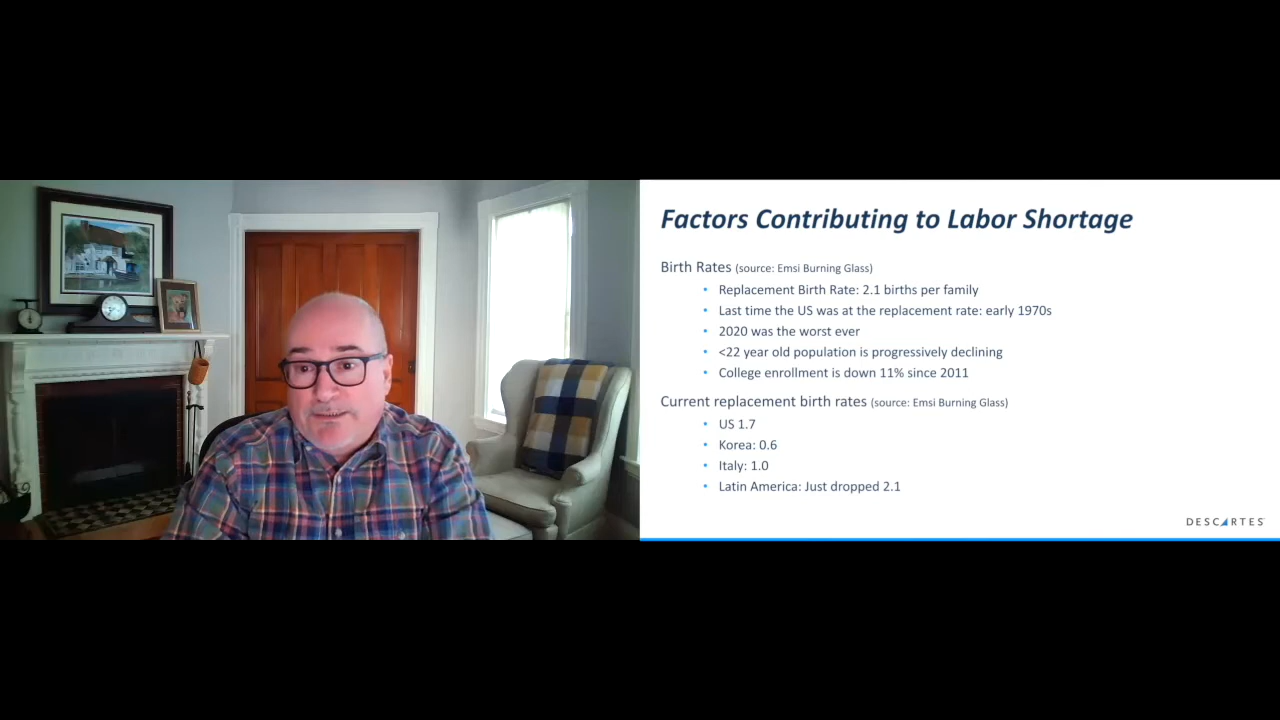 Factors Contributing to Labor Shortage
Birth Rates (source: Emsi Burning Glass)
• Replacement Birth Rate: 2.1 births per family
• Last time the US was at the replacement rate: early 1970s
• 2020 was the worst ever
• <22 year old population is progressively declining
• College enrollment is down 11% since 2011
Current replacement birth rates (source: Emsi Burning Glass)
• US 1.7
• Korea: 0.6
• Italy: 1.0
• Latin America: Just dropped 2.1
DESCARTES